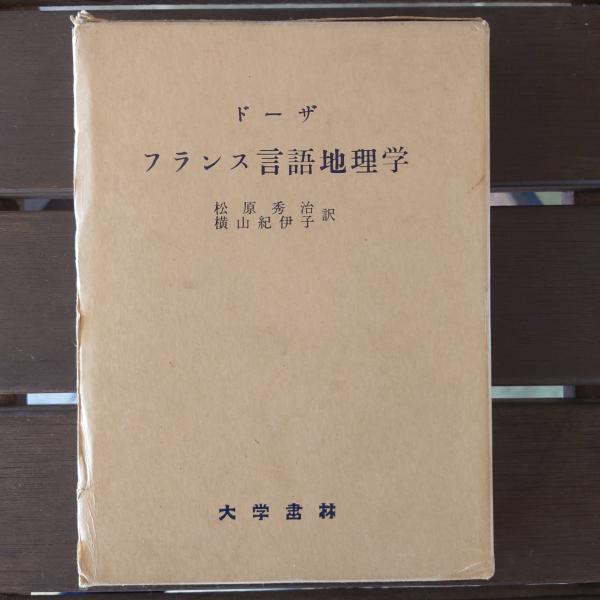 ドーザ
フランス言語地理学
松原秀治
横山紀伊子訳
大学書林